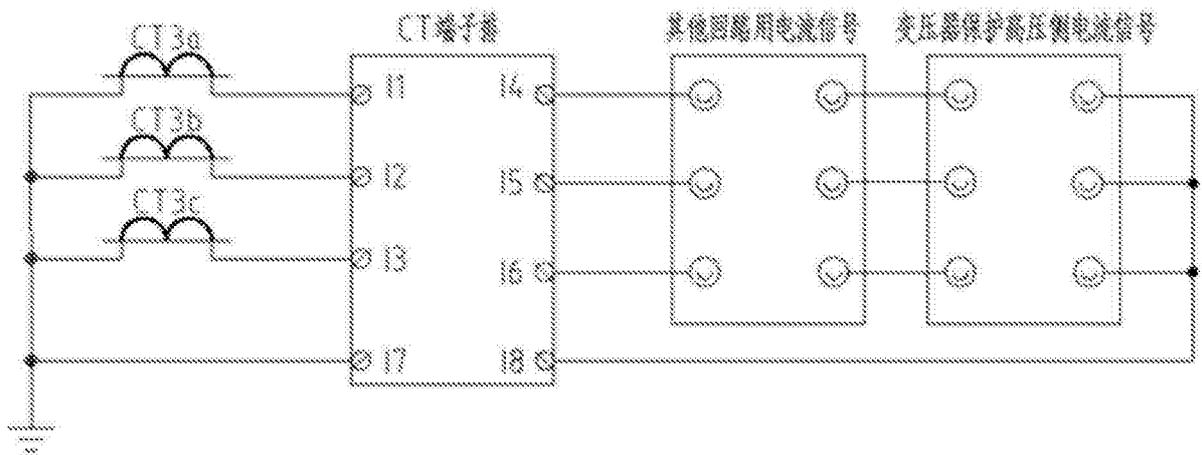 CT3a
CT端子器
其他回路用电流信号
变压器保护高压侧电流信号
I1
I4
CT3b
I2
I5
CT3c
I3
I6
I7
I8